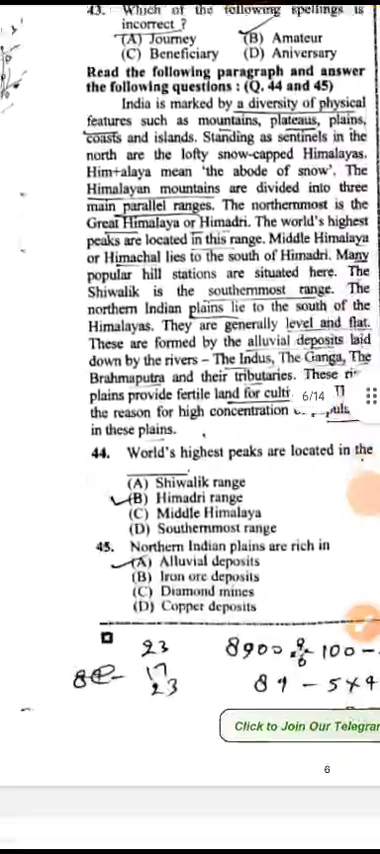 43. Which of the following spellings is
incorrect ?
(A) Journey (B) Amateur
(C) Beneficiary (D) Aniversary
Read the following paragraph and answer
the following questions : (Q. 44 and 45)
India is marked by a diversity of physical
features such as mountains, plateaus, plains,
coasts and islands. Standing as sentinels in the
north are the lofty snow-capped Himalayas.
Him+alaya mean 'the abode of snow'. The
Himalayan mountains are divided into three
main parallel ranges. The northernmost is the
Great Himalaya or Himadri. The world's highest
peaks are located in this range. Middle Himalaya
or Himachal lies to the south of Himadri. Many
popular hill stations are situated here. The
Shiwalik is the southernmost range. The
northern Indian plains lie to the south of the
Himalayas. They are generally level and flat.
These are formed by the alluvial deposits laid
down by the rivers – The Indus, The Ganga, The
Brahmaputra and their tributaries. These
plains provide fertile land for 6/14
the reason for high concentration
in these plains.
44. World's highest peaks are located in the
(A) Shiwalik range
(B) Himadri range
(C) Middle Himalaya
(D) Southernmost range
45. Northern Indian plains are rich in
(A) Alluvial deposits
(B) Iron ore deposits
(C) Diamond mines
(D) Copper deposits
23 8900 100 -
17
23 89 - 5x4
Click to Join Our Telegra
6